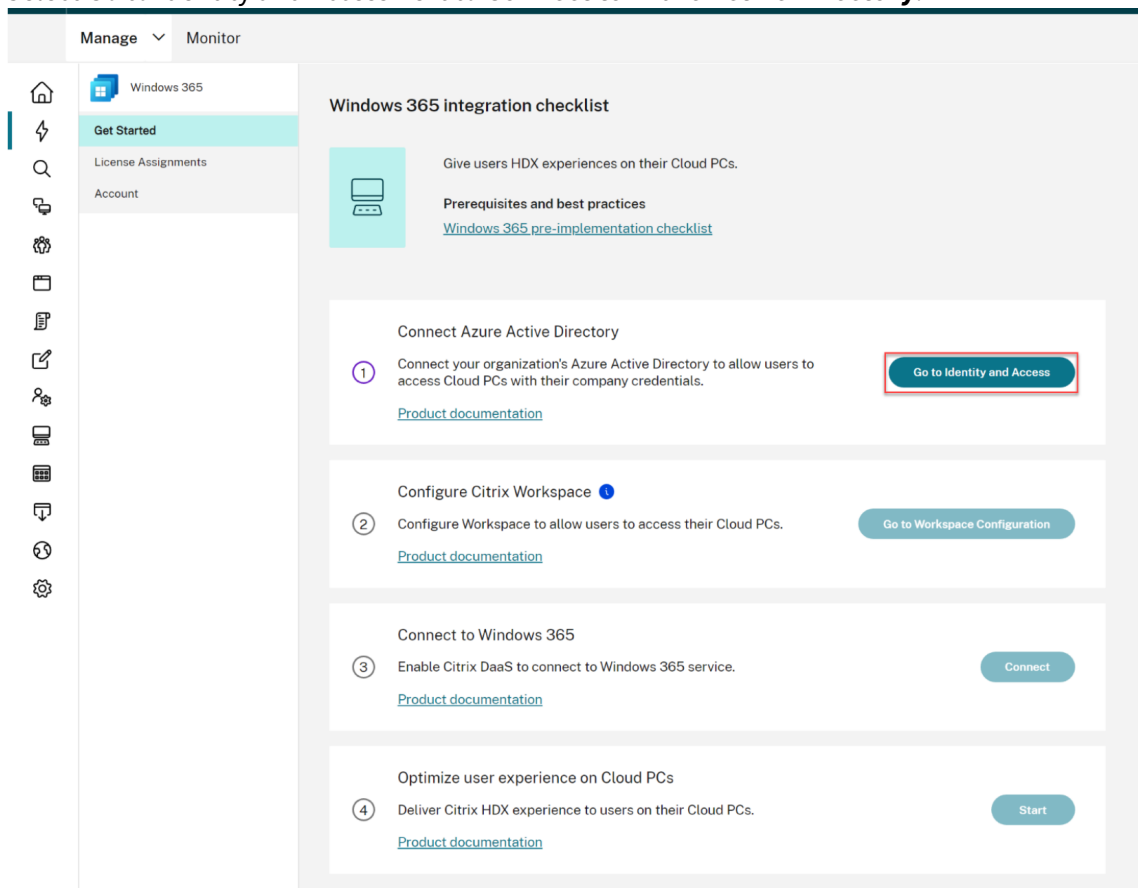 Manage Monitor
Windows 365
Get Started
License Assignments
Account
Windows 365 integration checklist
Give users HDX experiences on their Cloud PCs.
Prerequisites and best practices
Windows 365 pre-implementation checklist
Connect Azure Active Directory
1
Connect your organization's Azure Active Directory to allow users to
access Cloud PCs with their company credentials.
Go to Identity and Access
Product documentation
Configure Citrix Workspace i
2
Configure Workspace to allow users to access their Cloud PCs.
Go to Workspace Configuration
Product documentation
Connect to Windows 365
3
Enable Citrix DaaS to connect to Windows 365 service.
Connect
Product documentation
Optimize user experience on Cloud PCs
4
Deliver Citrix HDX experience to users on their Cloud PCs.
Start
Product documentation